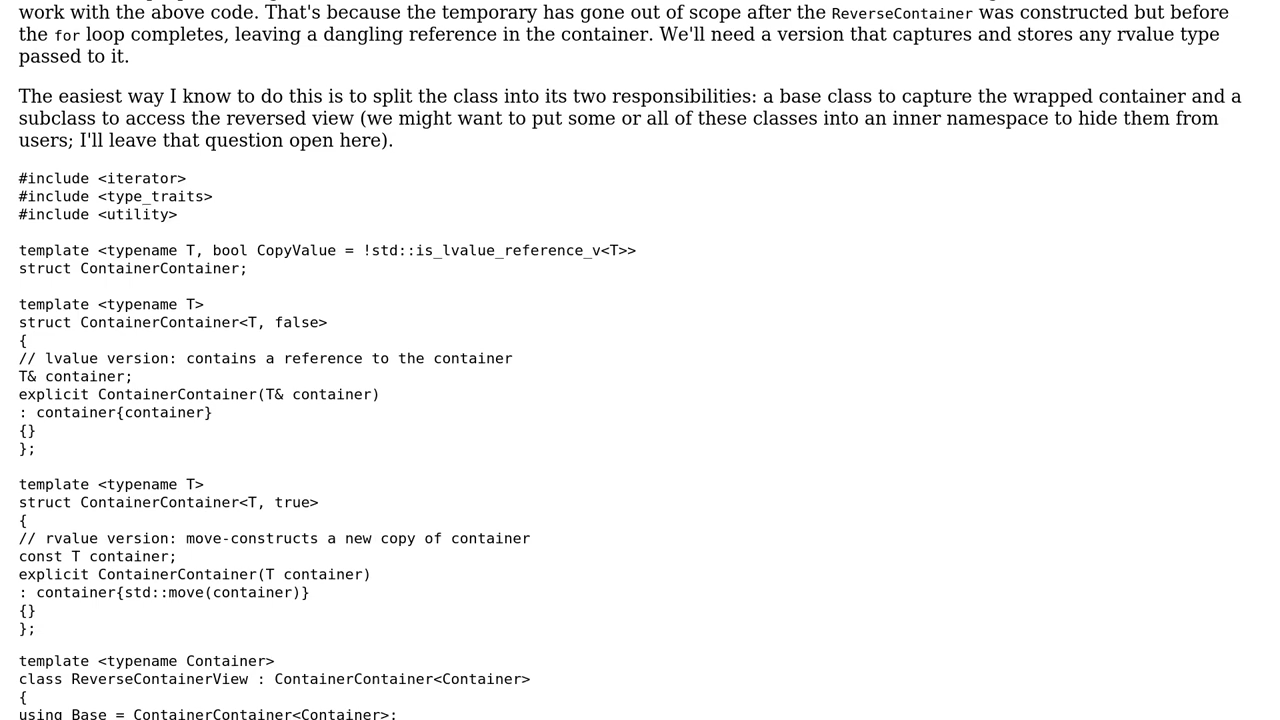 work with the above code. That's because the temporary has gone out of scope after the ReverseContainer was constructed but before
the for loop completes, leaving a dangling reference in the container. We'll need a version that captures and stores any rvalue type
passed to it.
The easiest way I know to do this is to split the class into its two responsibilities: a base class to capture the wrapped container and a
subclass to access the reversed view (we might want to put some or all of these classes into an inner namespace to hide them from
users; I'll leave that question open here).
#include <iterator>
#include <type_traits>
#include <utility>
template <typename T, bool CopyValue = !std::is_lvalue_reference_v<T>>
struct ContainerContainer;
template <typename T>
struct ContainerContainer<T, false>
{
// lvalue version: contains a reference to the container
T& container;
explicit ContainerContainer(T& container)
: container{container}
{}
};
template <typename T>
struct ContainerContainer<T, true>
{
// rvalue version: move-constructs a new copy of container
const T container;
explicit ContainerContainer(T container)
: container{std::move(container)}
{}
};
template <typename Container>
class ReverseContainerView : ContainerContainer<Container>
{
using Base = ContainerContainer<Container>;